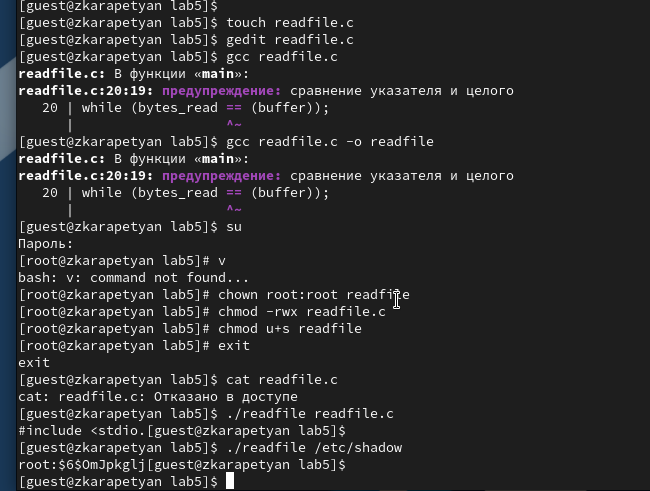 [guest@zkarapetyan lab5]$
[guest@zkarapetyan lab5]$ touch readfile.c
[guest@zkarapetyan lab5]$ gedit readfile.c
[guest@zkarapetyan lab5]$ gcc readfile.c
readfile.c: В функции «main»:
readfile.c:20:19: предупреждение: сравнение указателя и целого
20 | while (bytes_read == (buffer));
| ^~
[guest@zkarapetyan lab5]$ gcc readfile.c -o readfile
readfile.c: В функции «main»:
readfile.c:20:19: предупреждение: сравнение указателя и целого
20 | while (bytes_read == (buffer));
| ^~
[guest@zkarapetyan lab5]$ su
Пароль:
[root@zkarapetyan lab5]# v
bash: v: command not found...
[root@zkarapetyan lab5]# chown root:root readfile
[root@zkarapetyan lab5]# chmod -rwx readfile.c
[root@zkarapetyan lab5]# chmod u+s readfile
[root@zkarapetyan lab5]# exit
exit
[guest@zkarapetyan lab5]$ cat readfile.c
cat: readfile.c: Отказано в доступе
[guest@zkarapetyan lab5]$ ./readfile readfile.c
#include <stdio.[guest@zkarapetyan lab5]$
[guest@zkarapetyan lab5]$ ./readfile /etc/shadow
root:$6$OmJpkglj[guest@zkarapetyan lab5]$
[guest@zkarapetyan lab5]$